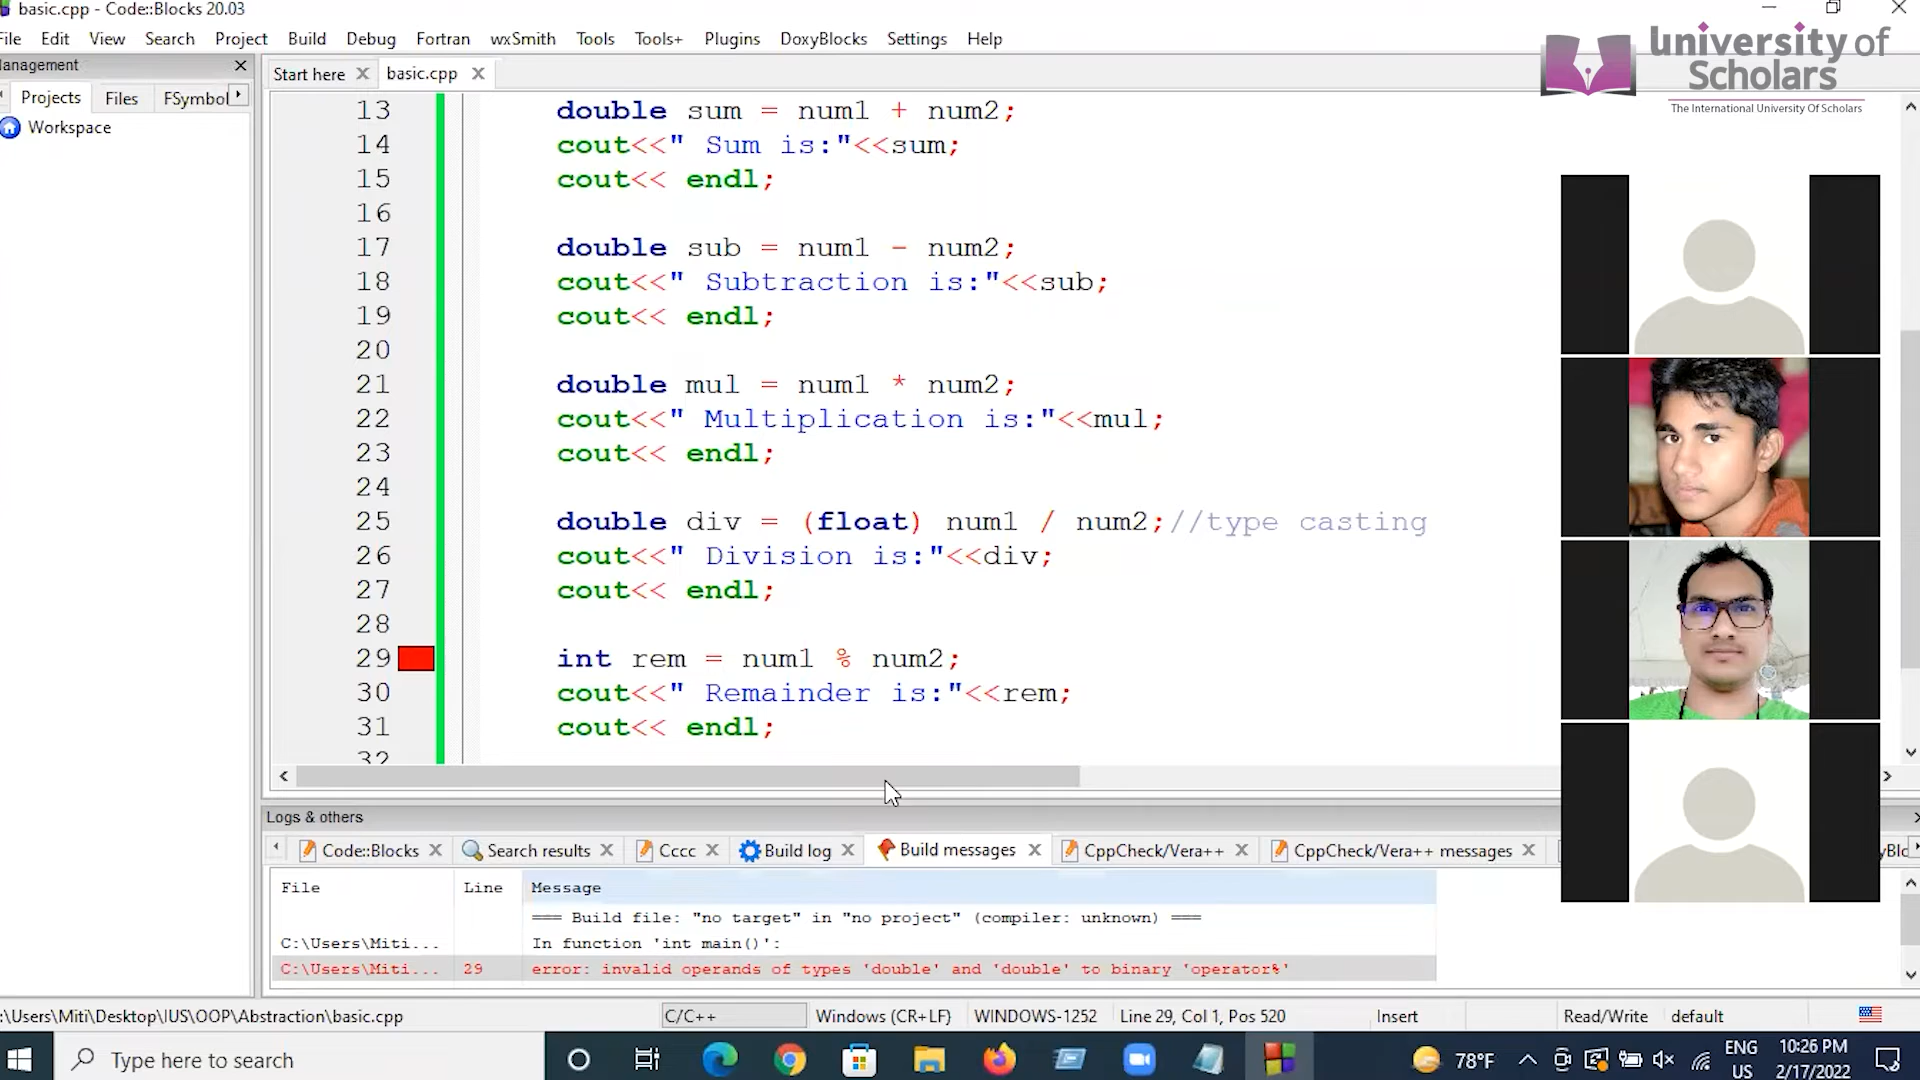 basic.cpp - Code::Blocks 20.03
File Edit View Search Project Build Debug Fortran wxSmith Tools Tools+ Plugins DoxyBlocks Settings Help
university of
Scholars
The International University Of Scholars
anagement
Start here basic.cpp
Projects Files FSymbol
Workspace
13 double sum = num1 + num2;
14 cout<<" Sum is:"<<sum;
15 cout<< endl;
16
17 double sub = num1 - num2;
18 cout<<" Subtraction is:"<<sub;
19 cout<< endl;
20
21 double mul = num1 * num2;
22 cout<<" Multiplication is:"<<mul;
23 cout<< endl;
24
25 double div = (float) num1 / num2;//type casting
26 cout<<" Division is:"<<div;
27 cout<< endl;
28
29 int rem = num1 % num2;
30 cout<<" Remainder is:"<<rem;
31 cout<< endl;
32
Logs & others
Code::Blocks Search results Cccc Build log Build messages CppCheck/Vera++ CppCheck/Vera++ messages
File Line Message
=== Build file: "no target" in "no project" (compiler: unknown) ===
C:\Users\Miti... In function 'int main()':
C:\Users\Miti... 29 error: invalid operands of types 'double' and 'double' to binary 'operator%'
:\Users\Miti\Desktop\IUS\OOP\Abstraction\basic.cpp C/C++ Windows (CR+LF) WINDOWS-1252 Line 29, Col 1, Pos 520 Insert Read/Write default
Type here to search 78°F ENG US 10:26 PM 2/17/2022